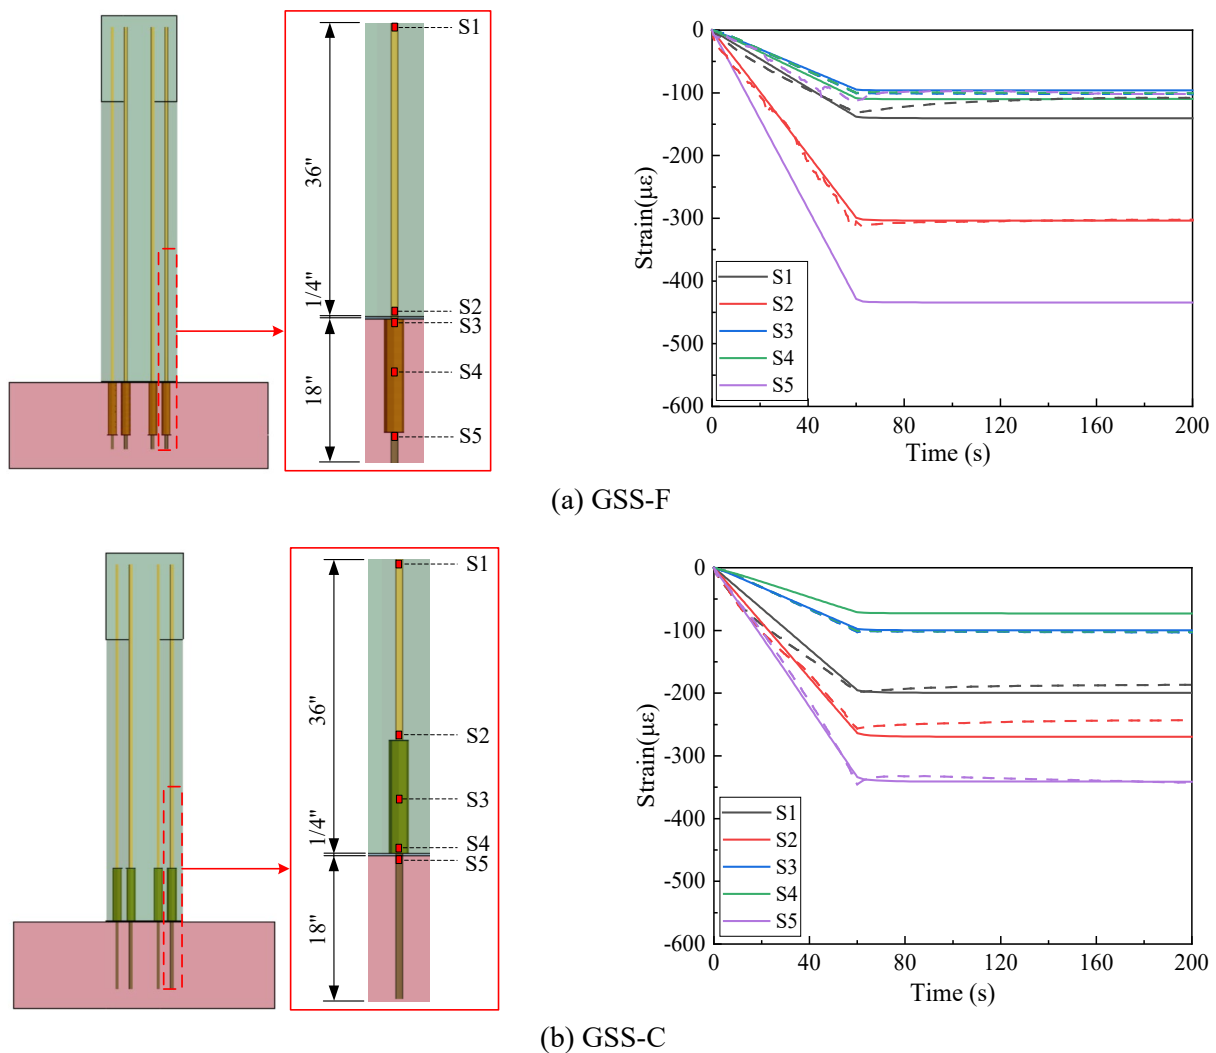 S1
36"
1/4"
S2
S3
S4
18"
S5
0
-100
-200
-300
-400
-500
-600
Strain(με)
S1
S2
S3
S4
S5
0 40 80 120 160 200
Time (s)
(a) GSS-F
S1
36"
S2
S3
1/4"
S4
S5
18"
0
-100
-200
-300
-400
-500
-600
Strain(με)
S1
S2
S3
S4
S5
0 40 80 120 160 200
Time (s)
(b) GSS-C